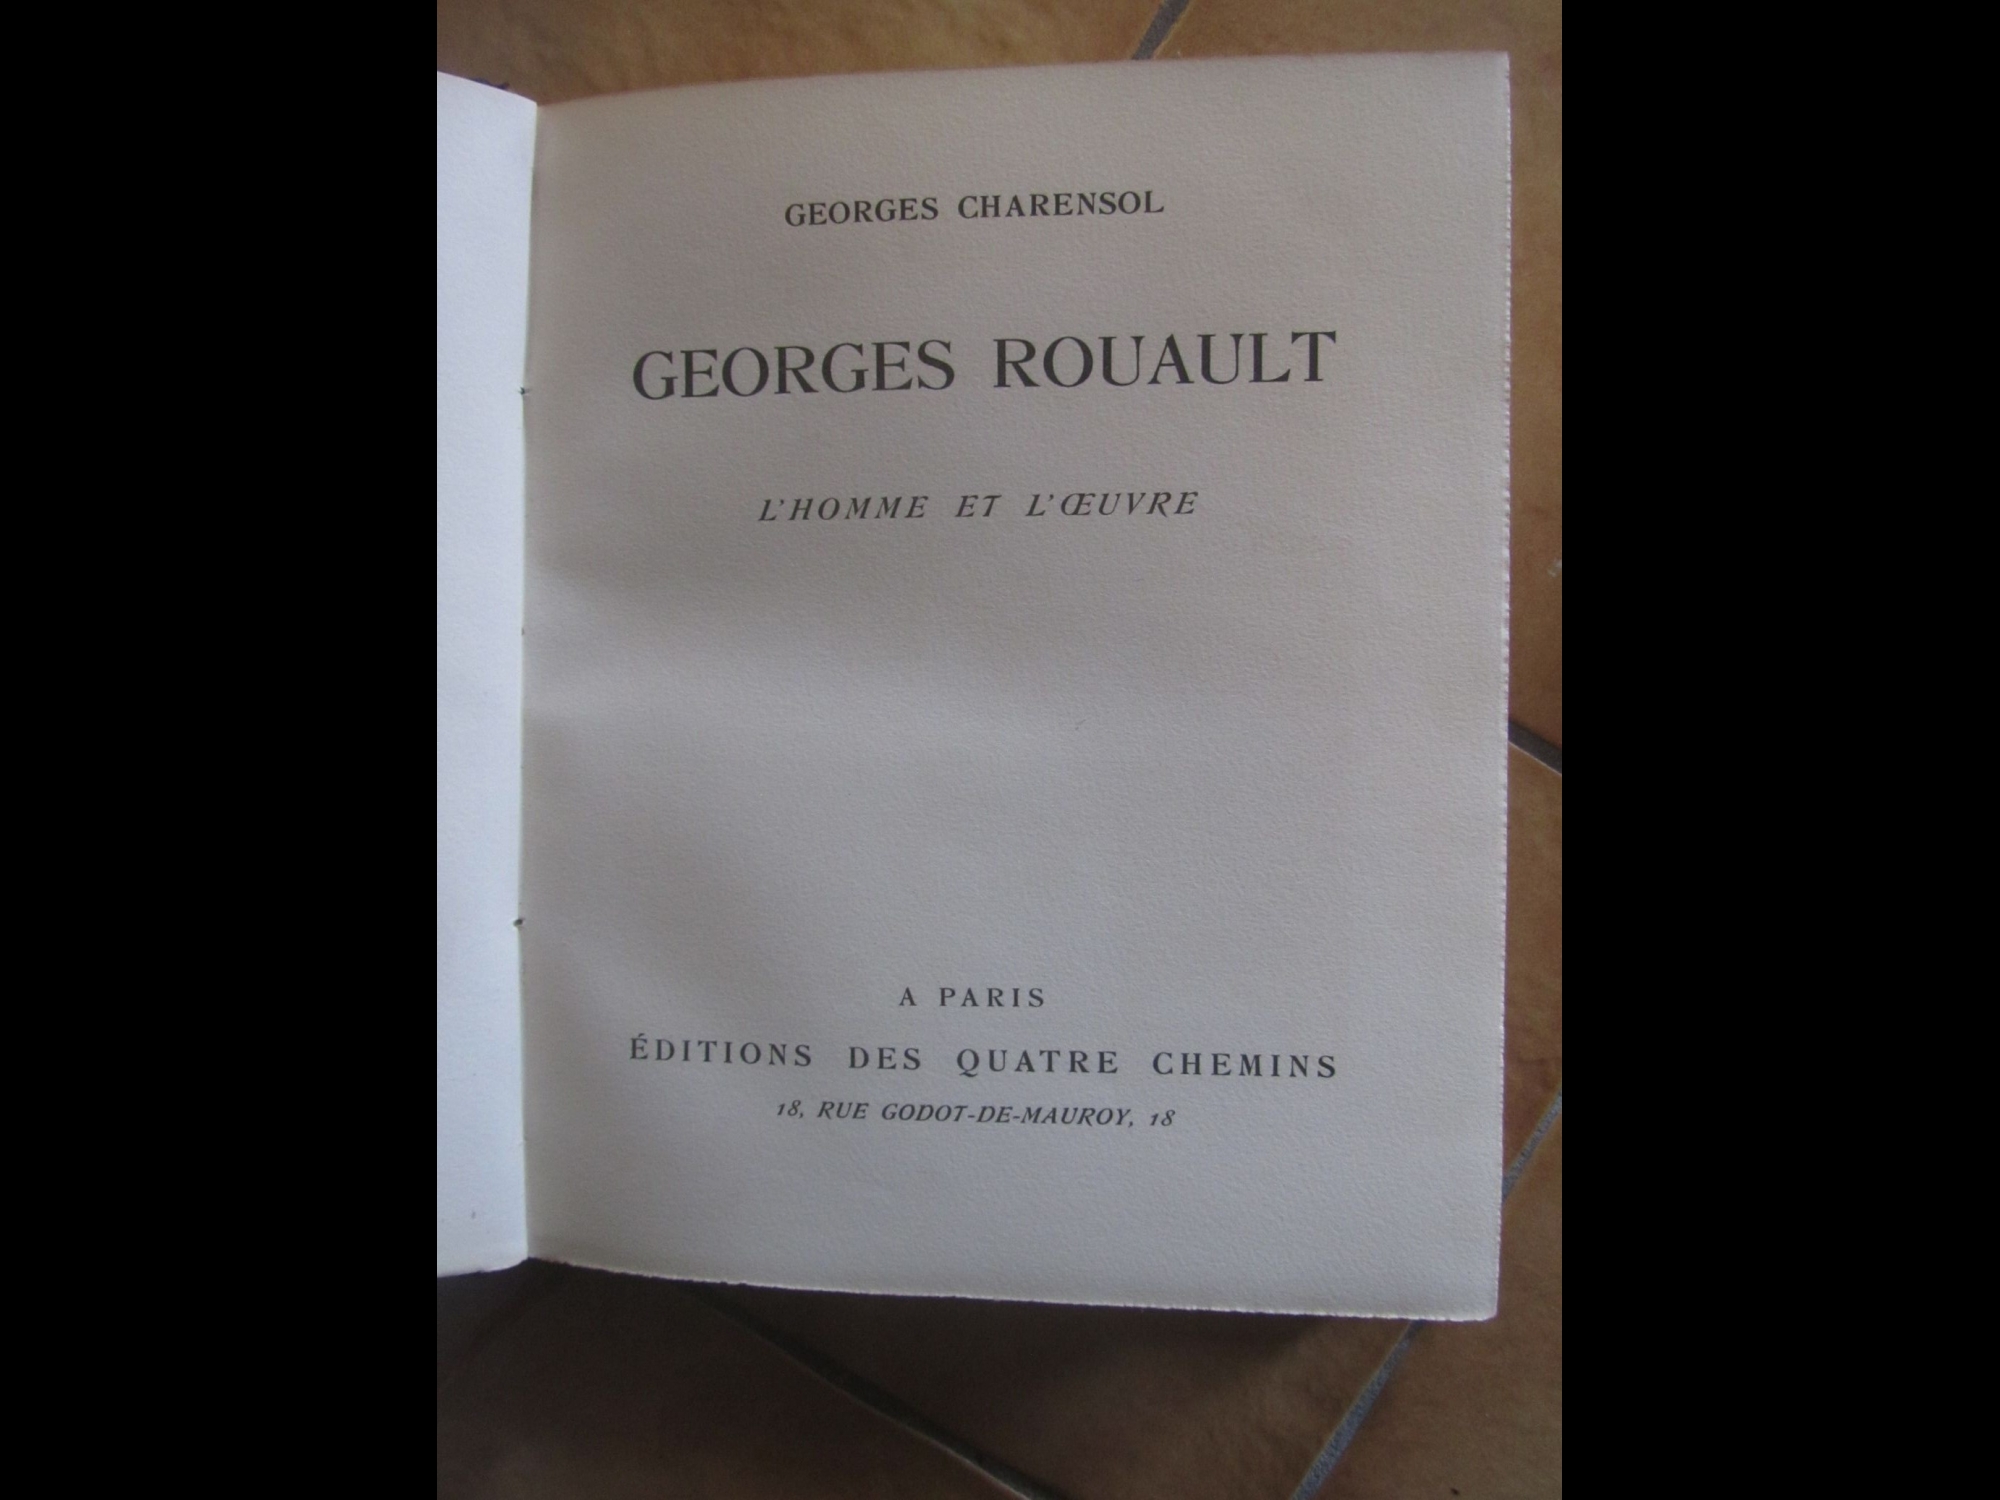 GEORGES CHARENSOL
GEORGES ROUAULT
L'HOMME ET L'ŒUVRE
A PARIS
ÉDITIONS DES QUATRE CHEMINS
18, RUE GODOT-DE-MAUROY, 18